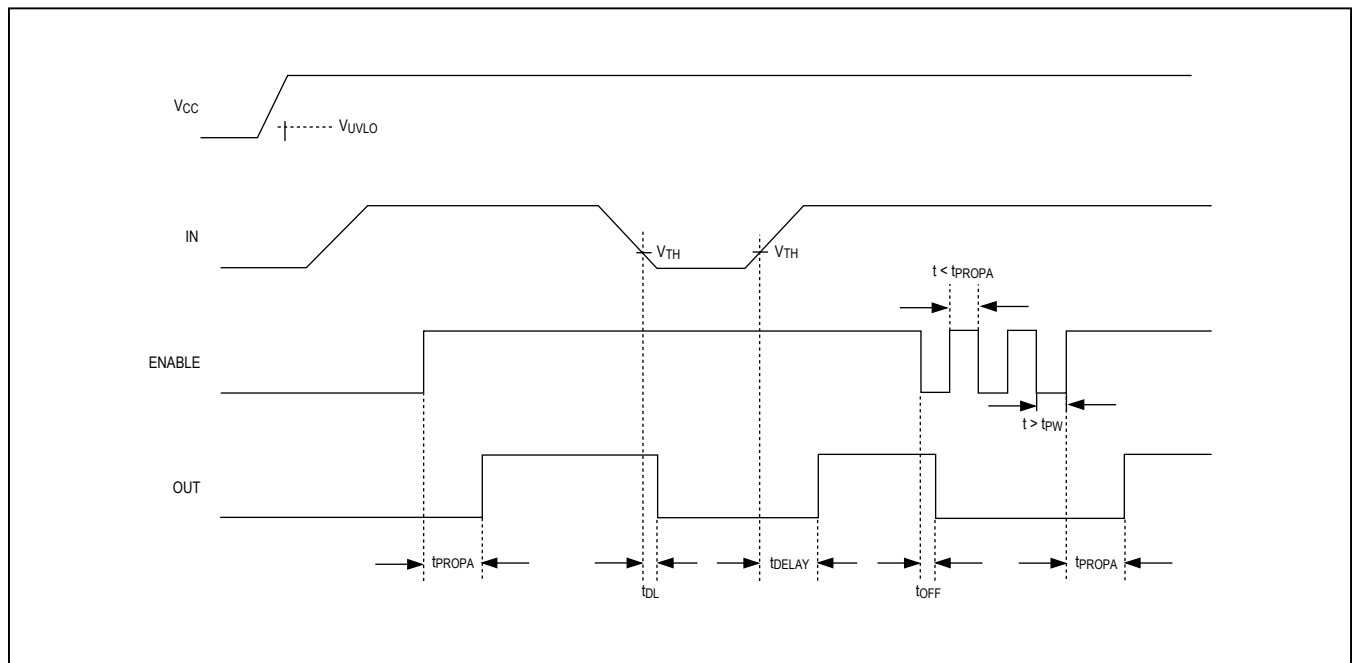 VCC
VUVLO
IN
VTH
VTH
t < tPROPA
ENABLE
t > tPW
OUT
tPROPA
tDL
tDELAY
tOFF
tPROPA